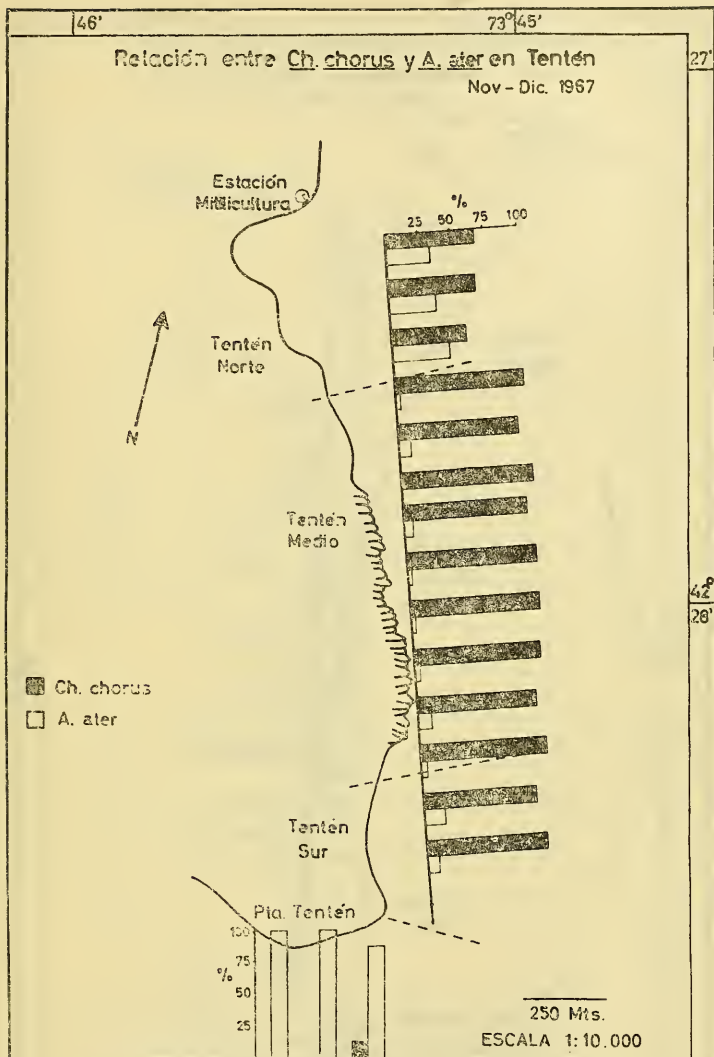 46'
73°45'
Relación entre Ch. chorus y A. ater en Tentén
27'
Nov-Dic. 1967
Estación
Mitilicultura
%
25 50 75 100
Tentén
Norte
N
Tentén
Medio
42°
28'
Ch. chorus
A. ater
Tentén
Sur
Pta. Tentén
100
75
%
50
25
250 Mts.
ESCALA 1:10.000